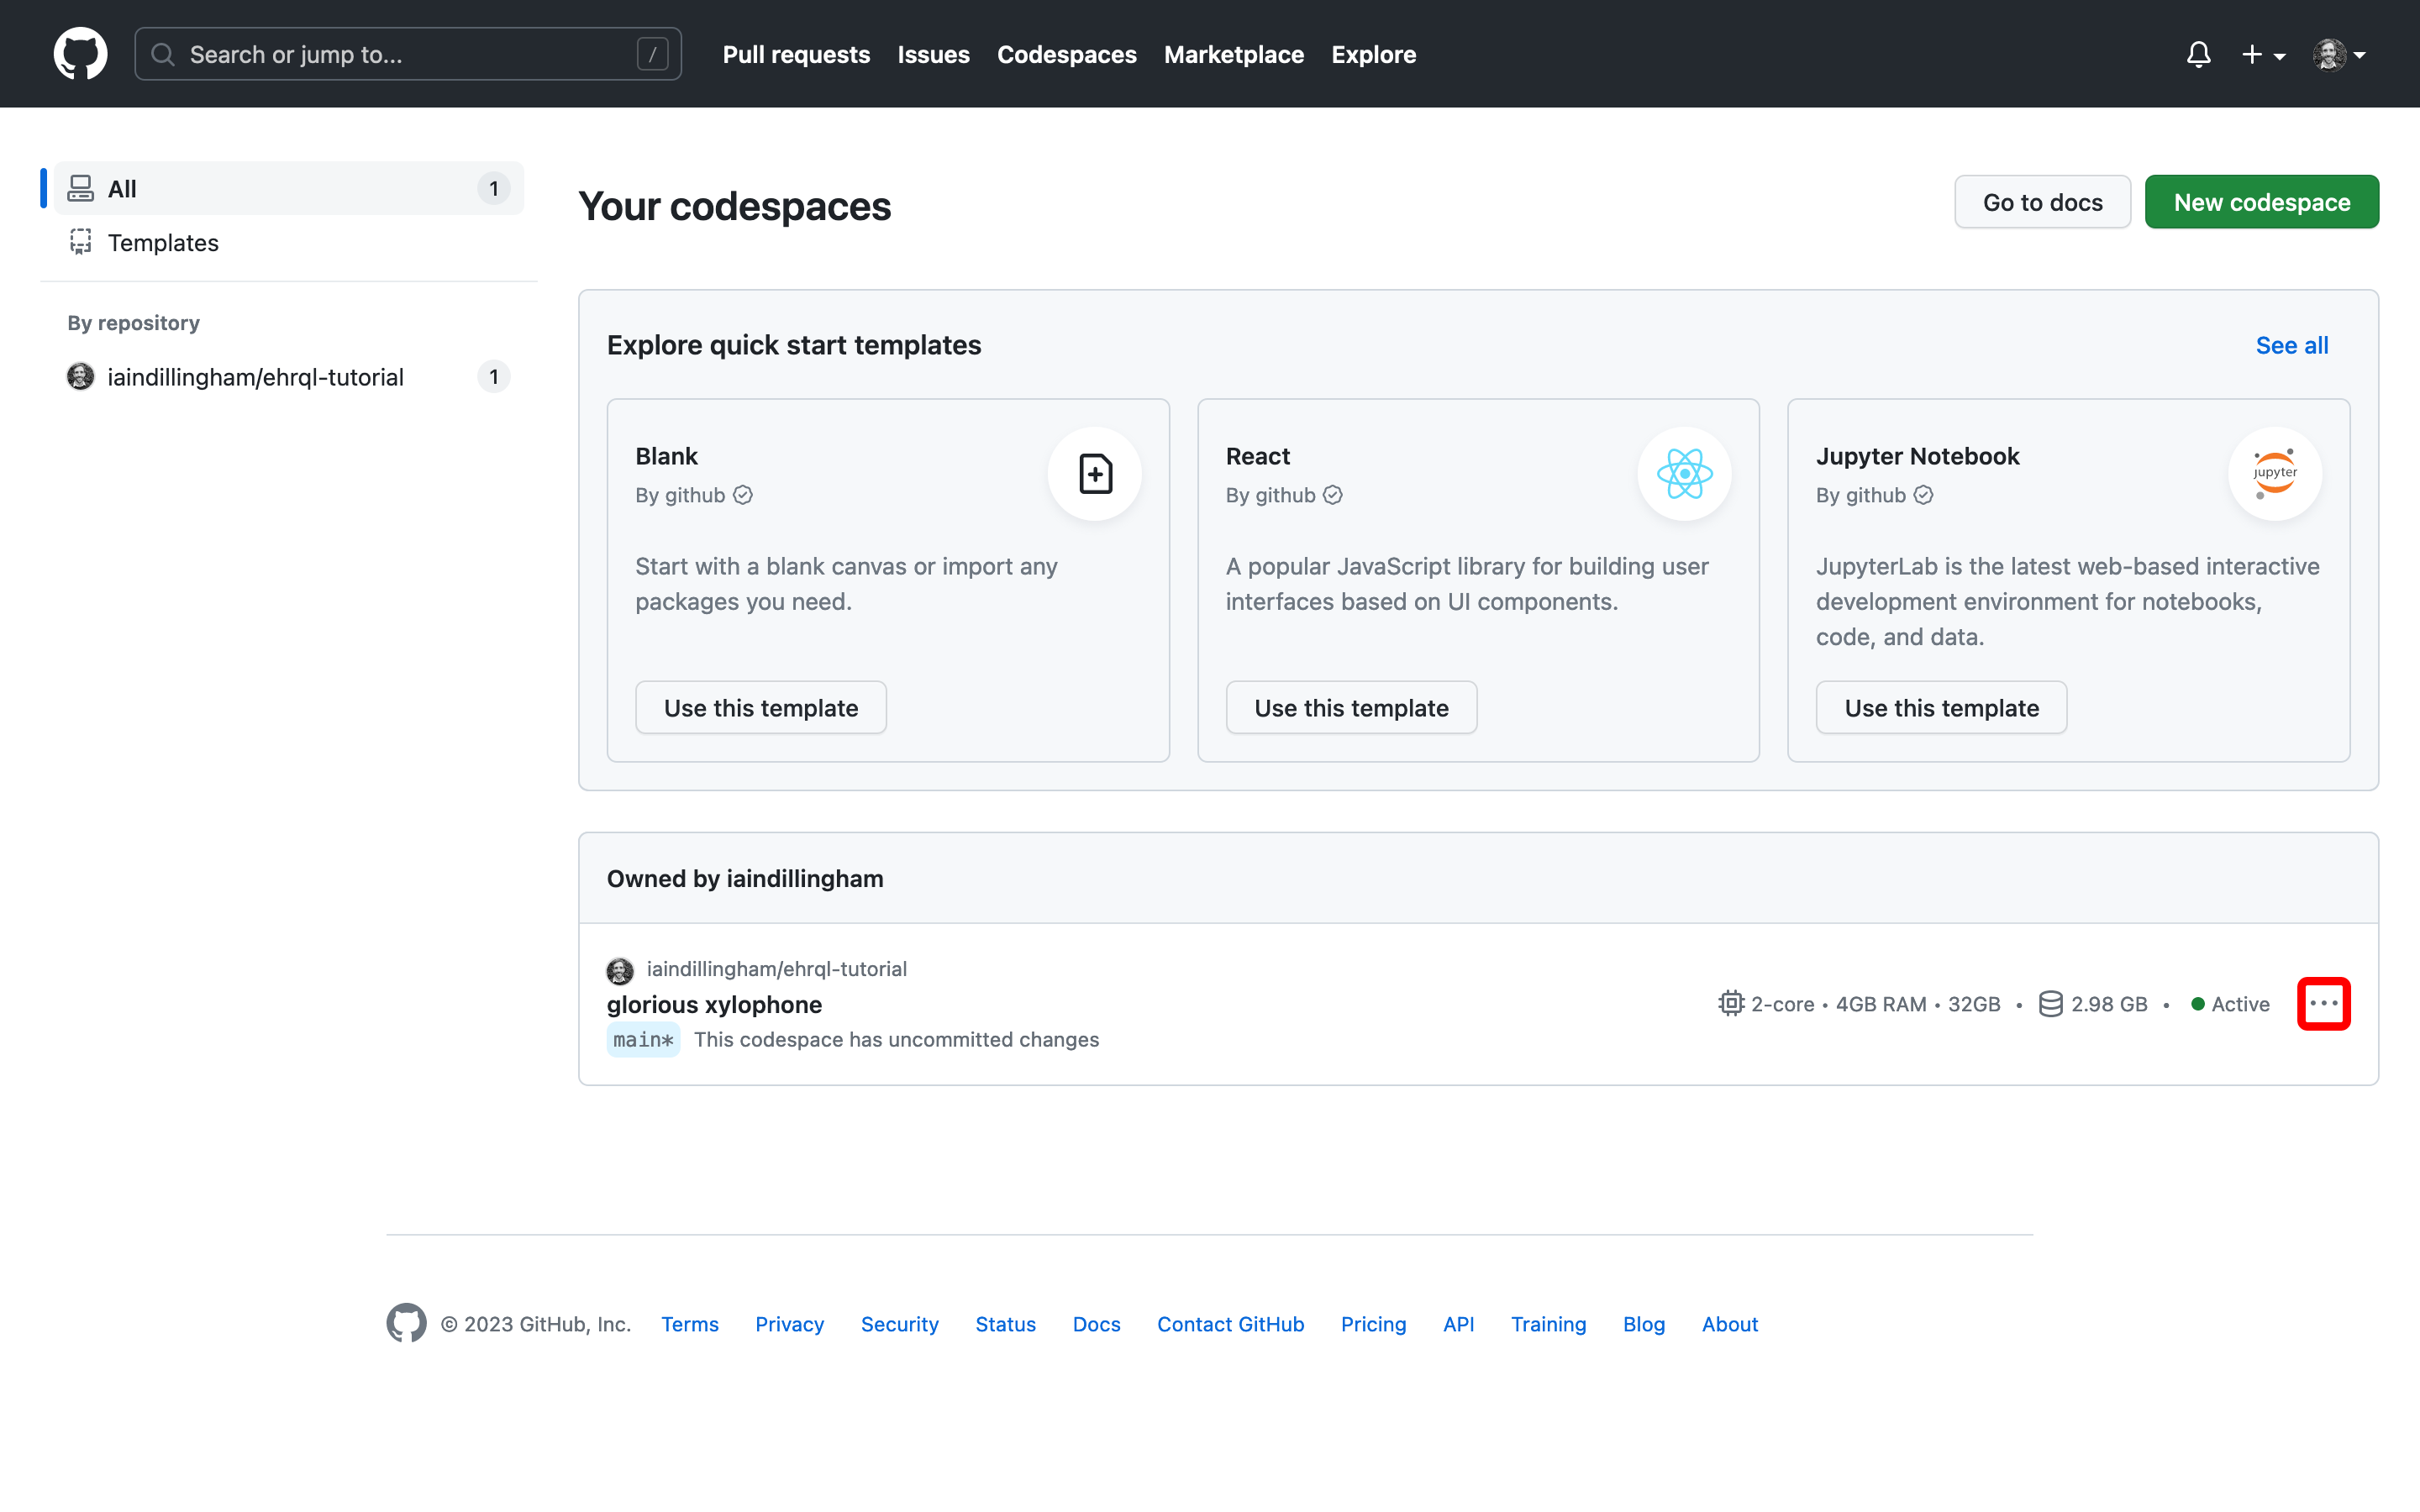 Search or jump to... /
Pull requests Issues Codespaces Marketplace Explore
All 1
Templates
By repository
iaindillingham/ehrql-tutorial 1
Your codespaces
Go to docs New codespace
Explore quick start templates
See all
Blank
By github
Start with a blank canvas or import any
packages you need.
Use this template
React
By github
A popular JavaScript library for building user
interfaces based on UI components.
Use this template
Jupyter Notebook
By github
jupyter
JupyterLab is the latest web-based interactive
development environment for notebooks,
code, and data.
Use this template
Owned by iaindillingham
iaindillingham/ehrql-tutorial
glorious xylophone
main* This codespace has uncommitted changes
2-core • 4GB RAM • 32GB • 2.98 GB • Active ...
© 2023 GitHub, Inc. Terms Privacy Security Status Docs Contact GitHub Pricing API Training Blog About